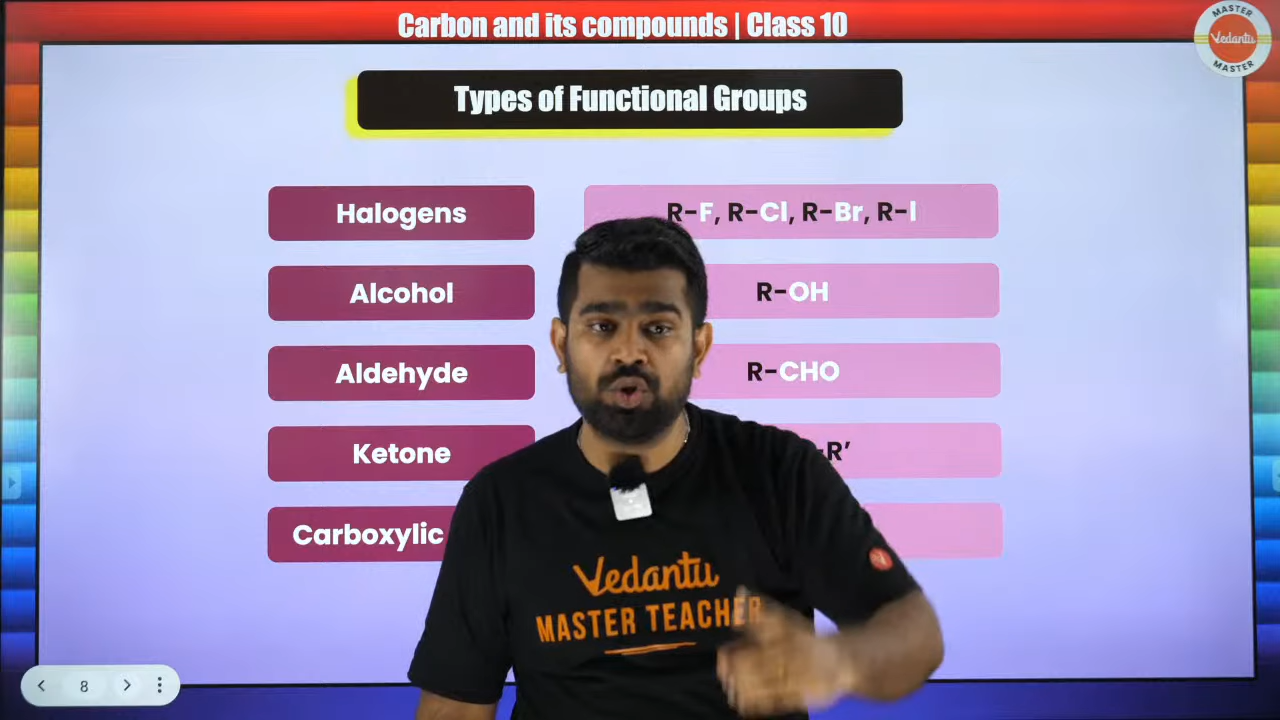 Carbon and its compounds | Class 10
MASTER
Vedantu
MASTER
Types of Functional Groups
Halogens
R-F, R-Cl, R-Br, R-I
Alcohol
R-OH
Aldehyde
R-CHO
Ketone
-R’
Carboxylic
Vedantu
MASTER TEACHER
8